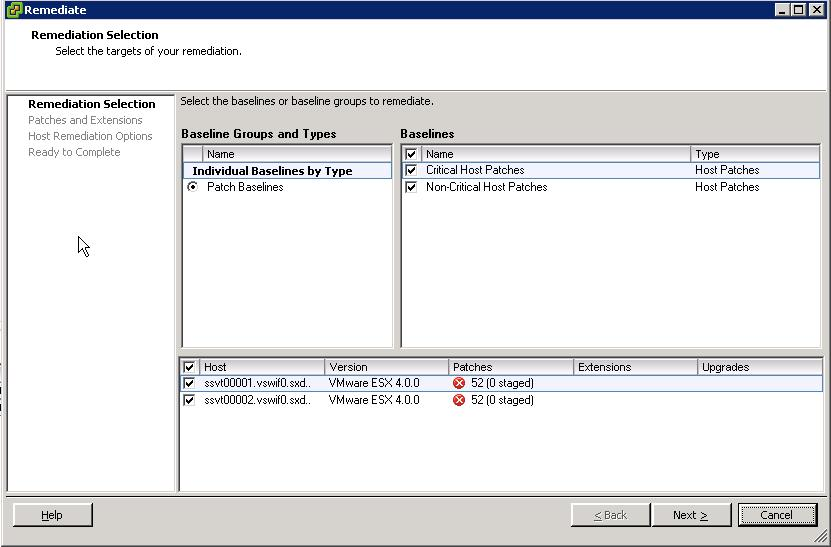 Remediate
Remediation Selection
Select the targets of your remediation.
Remediation Selection
Patches and Extensions
Host Remediation Options
Ready to Complete
Select the baselines or baseline groups to remediate.
Baseline Groups and Types
Name
Individual Baselines by Type
Patch Baselines
Baselines
Name Type
Critical Host Patches Host Patches
Non-Critical Host Patches Host Patches
Host Version Patches Extensions Upgrades
ssvt00001.vswif0.sxd.. VMware ESX 4.0.0 52 (0 staged)
ssvt00002.vswif0.sxd.. VMware ESX 4.0.0 52 (0 staged)
Help
< Back
Next >
Cancel